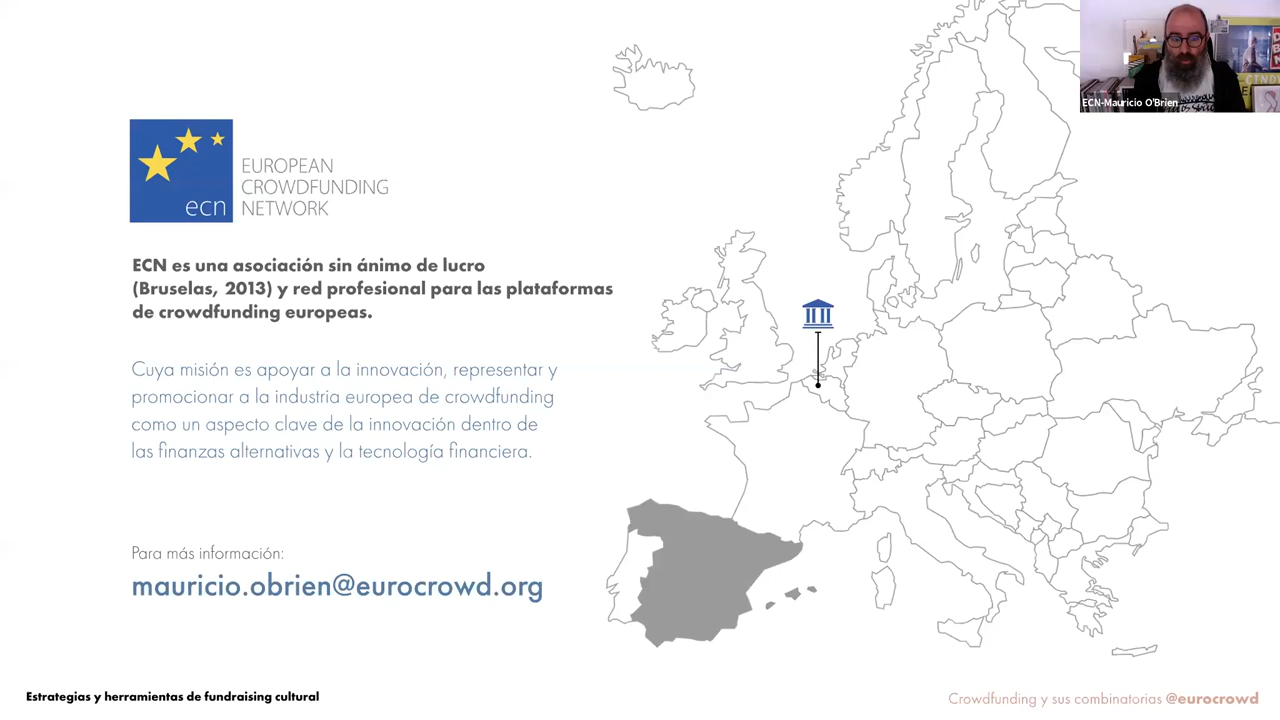 ecn
EUROPEAN
CROWDFUNDING
NETWORK
ECN es una asociación sin ánimo de lucro
(Bruselas, 2013) y red profesional para las plataformas
de crowdfunding europeas.
Cuya misión es apoyar a la innovación, representar y
promocionar a la industria europea de crowdfunding
como un aspecto clave de la innovación dentro de
las finanzas alternativas y la tecnología financiera.
Para más información:
mauricio.obrien@eurocrowd.org
Estrategias y herramientas de fundraising cultural
Crowdfunding y sus combinatorias @eurocrowd
ECN-Mauricio O'Brien